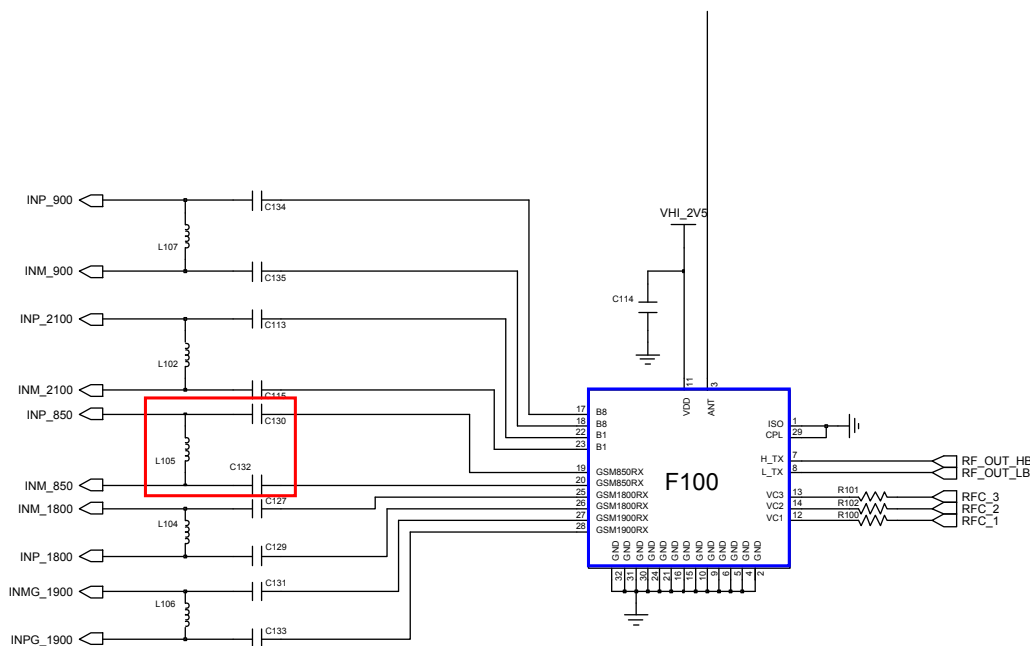 INP_900
C134
L107
INM_900
C135
VHI_2V5
C114
INP_2100
C113
L102
INM_2100
C115
INP_850
C130
L105
C132
INM_850
INM_1800
C127
L104
INP_1800
C129
INMG_1900
C131
L106
INPG_1900
C133
11
3
VDD
ANT
17 B8
18 B8
22 B1
23 B1
19 GSM850RX
20 GSM850RX
25 GSM1800RX
26 GSM1800RX
27 GSM1900RX
28 GSM1900RX
F100
ISO 1
CPL 29
H_TX 7 RF_OUT_HB
L_TX 8 RF_OUT_LB
VC3 13 R101 RFC_3
VC2 14 R102 RFC_2
VC1 12 R100 RFC_1
GND GND GND GND GND GND GND GND GND GND GND GND GND
32 31 30 24 21 16 15 10 9 6 5 4 2